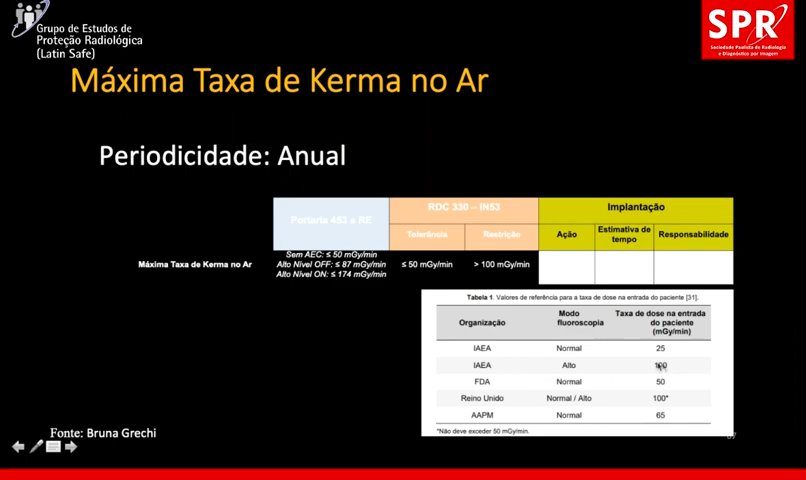 Grupo de Estudos de
Proteção Radiológica
(Latin Safe)
SPR
Sociedade Paulista de Radiologia
e Diagnóstico por Imagem
Máxima Taxa de Kerma no Ar
Periodicidade: Anual
Portaria 453 e RE
RDC 330 – IN53
Implantação
Tolerância
Restrição
Ação
Estimativa de
tempo
Responsabilidade
Máxima Taxa de Kerma no Ar
Sem AEC: ≤ 50 mGy/min
Alto Nível OFF: ≤ 87 mGy/min
Alto Nível ON: ≤ 174 mGy/min
≤ 50 mGy/min
> 100 mGy/min
Tabela 1. Valores de referência para a taxa de dose na entrada do paciente [31].
Organização
Modo
fluoroscopia
Taxa de dose na entrada
do paciente
(mGy/min)
IAEA Normal 25
IAEA Alto 100
FDA Normal 50
Reino Unido Normal / Alto 100*
AAPM Normal 65
*Não deve exceder 50 mGy/min.
Fonte: Bruna Grechi